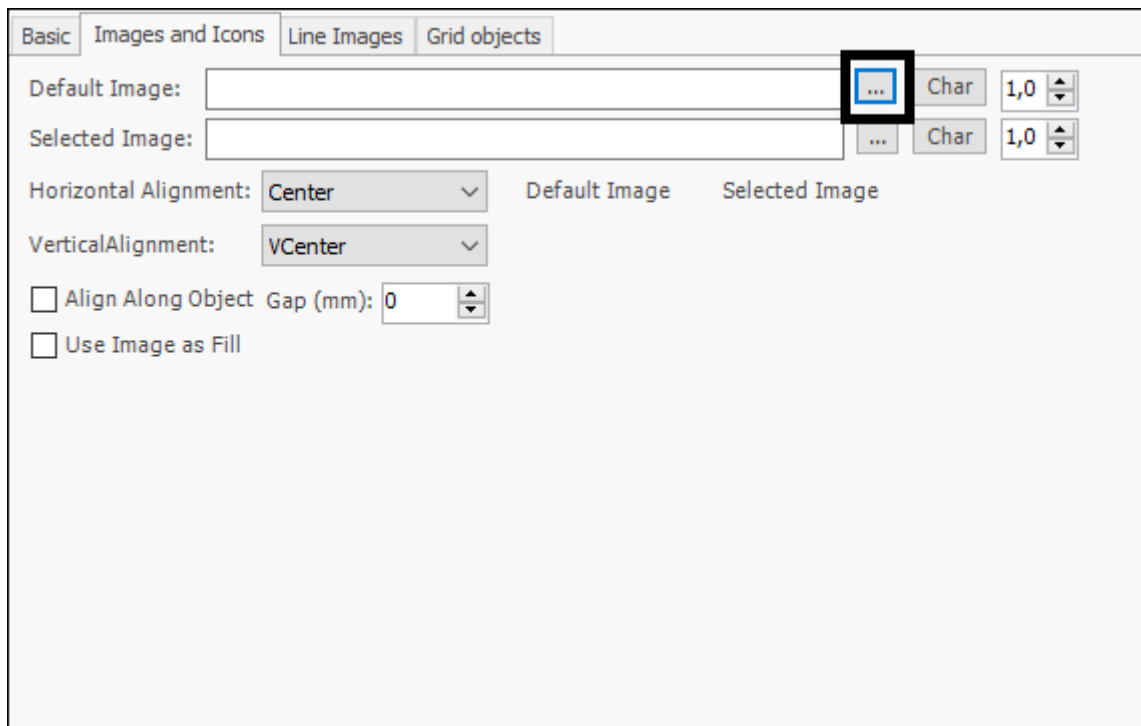 Basic Images and Icons Line Images Grid objects
Default Image: ... Char 1,0
Selected Image: ... Char 1,0
Horizontal Alignment: Center Default Image Selected Image
VerticalAlignment: VCenter
Align Along Object Gap (mm): 0
Use Image as Fill